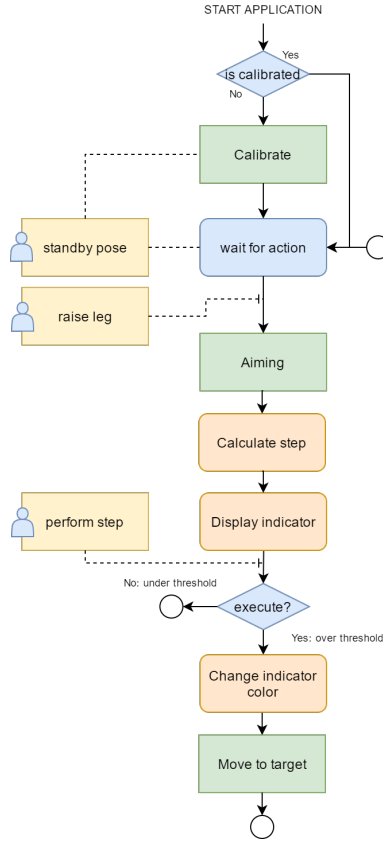 START APPLICATION
Yes
is calibrated
No
Calibrate
standby pose
wait for action
raise leg
Aiming
Calculate step
perform step
Display indicator
No: under threshold
execute?
Yes: over threshold
Change indicator
color
Move to target